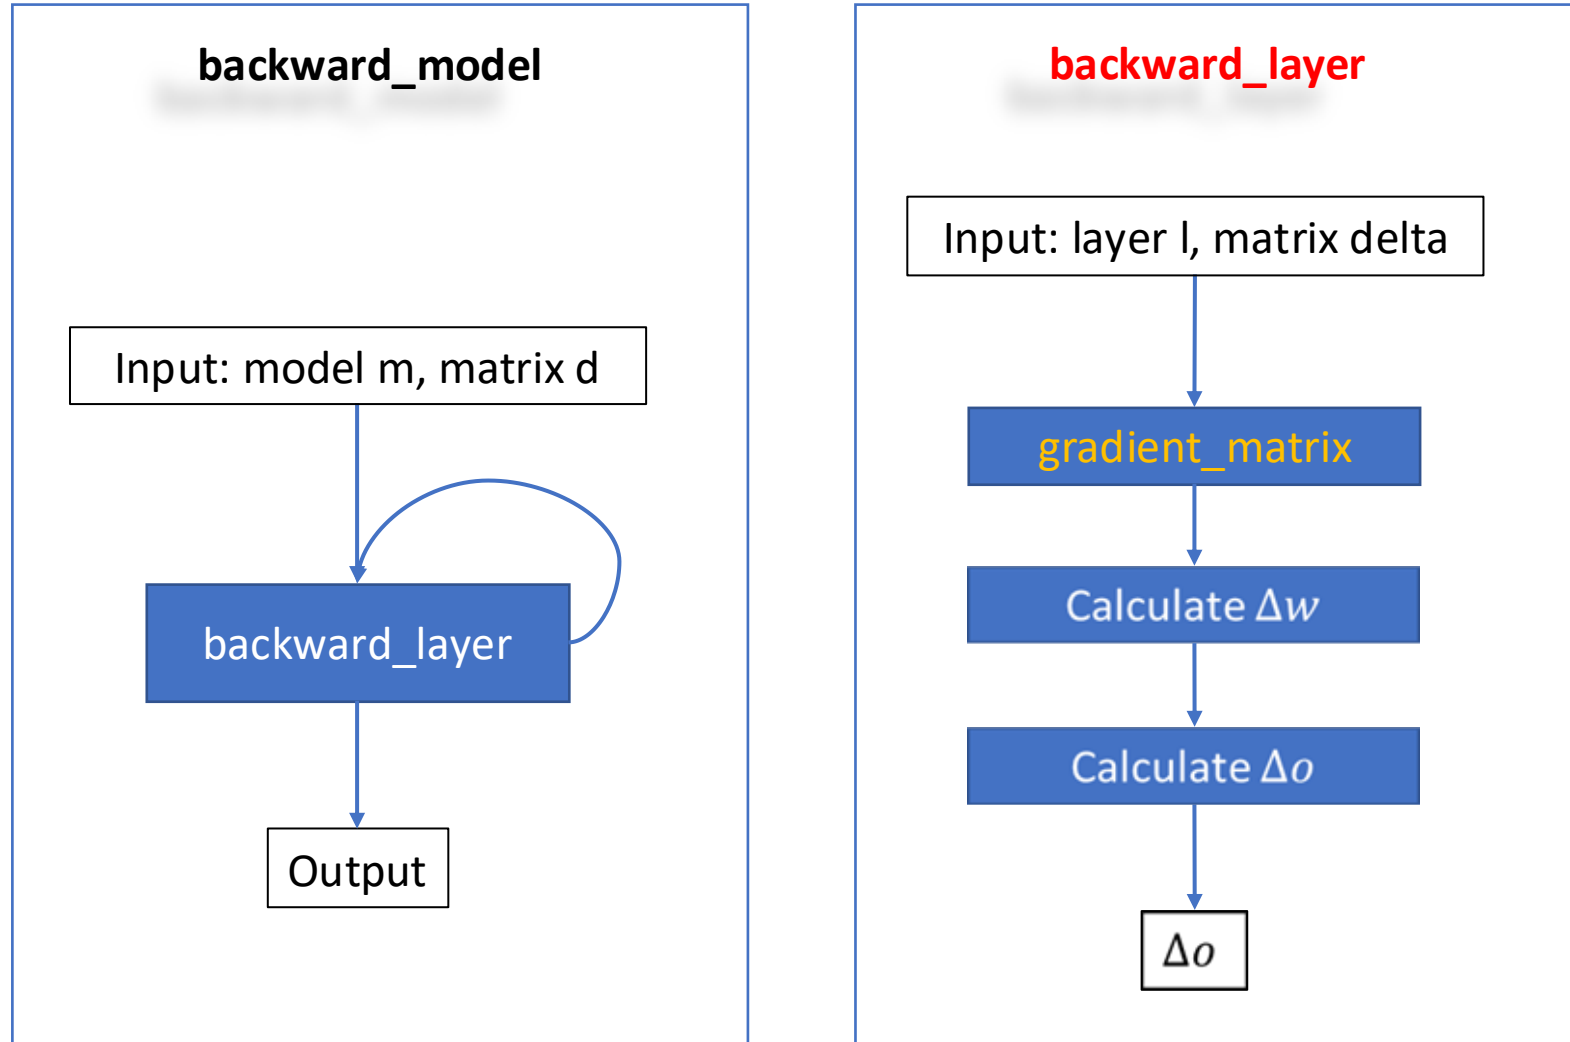 backward_model
Input: model m, matrix d
backward_layer
Output
backward_layer
Input: layer l, matrix delta
gradient_matrix
Calculate Δw
Calculate Δo
Δo